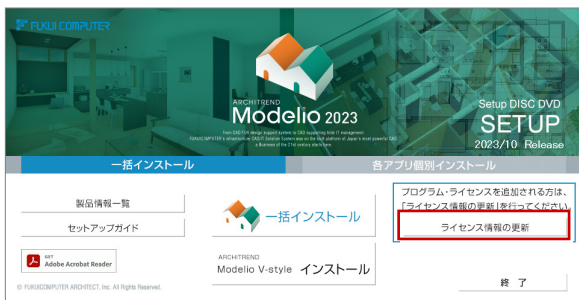 FUKUI COMPUTER
ARCHITREND
Modelio 2023
Setup DISC DVD
SETUP
2023/10 Release
一括インストール
各アプリ個別インストール
製品情報一覧
セットアップガイド
GET
Adobe Acrobat Reader
© FUKUICOMPUTER ARCHITECT, Inc. All Rights Reserved.
一括インストール
ARCHITREND
Modelio V-style インストール
プログラム・ライセンスを追加される方は、
「ライセンス情報の更新」を行ってください。
ライセンス情報の更新
終 了